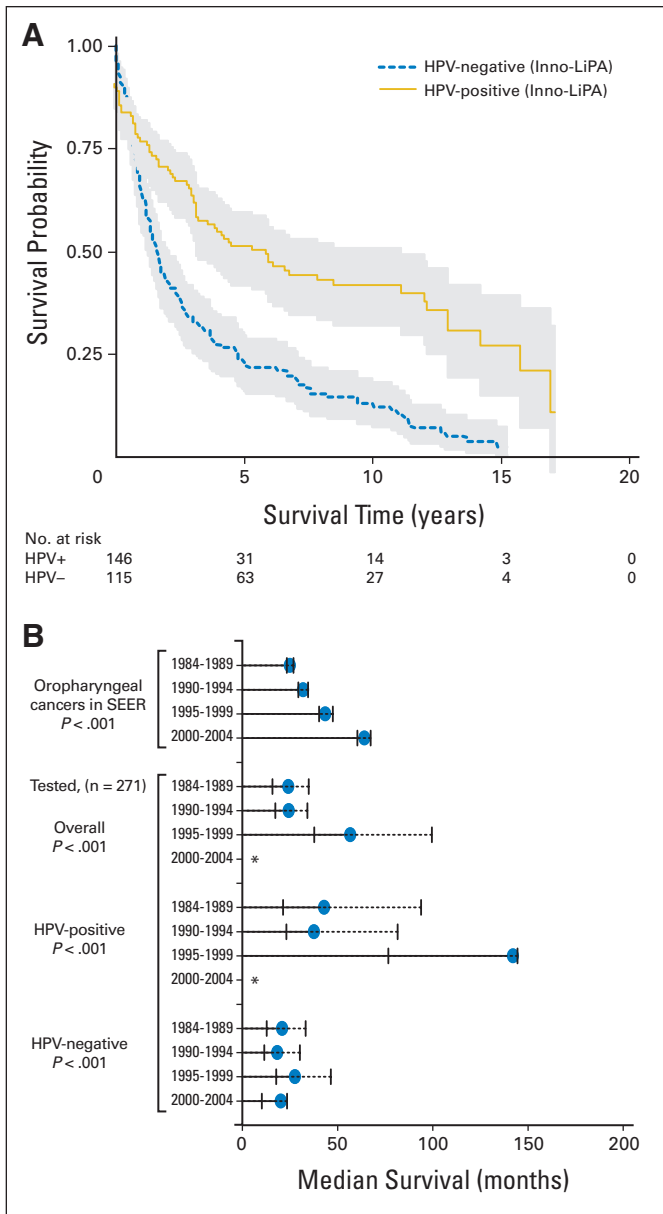 A
1.00
0.75
0.50
0.25
Survival Probability
HPV-negative (Inno-LiPA)
HPV-positive (Inno-LiPA)
0 5 10 15 20
Survival Time (years)
No. at risk
HPV+ 146 31 14 3 0
HPV– 115 63 27 4 0
B
Oropharyngeal
cancers in SEER
P < .001
1984-1989
1990-1994
1995-1999
2000-2004
Tested, (n = 271)
Overall
P < .001
1984-1989
1990-1994
1995-1999
2000-2004 *
HPV-positive
P < .001
1984-1989
1990-1994
1995-1999
2000-2004 *
HPV-negative
P < .001
1984-1989
1990-1994
1995-1999
2000-2004
0 50 100 150 200
Median Survival (months)